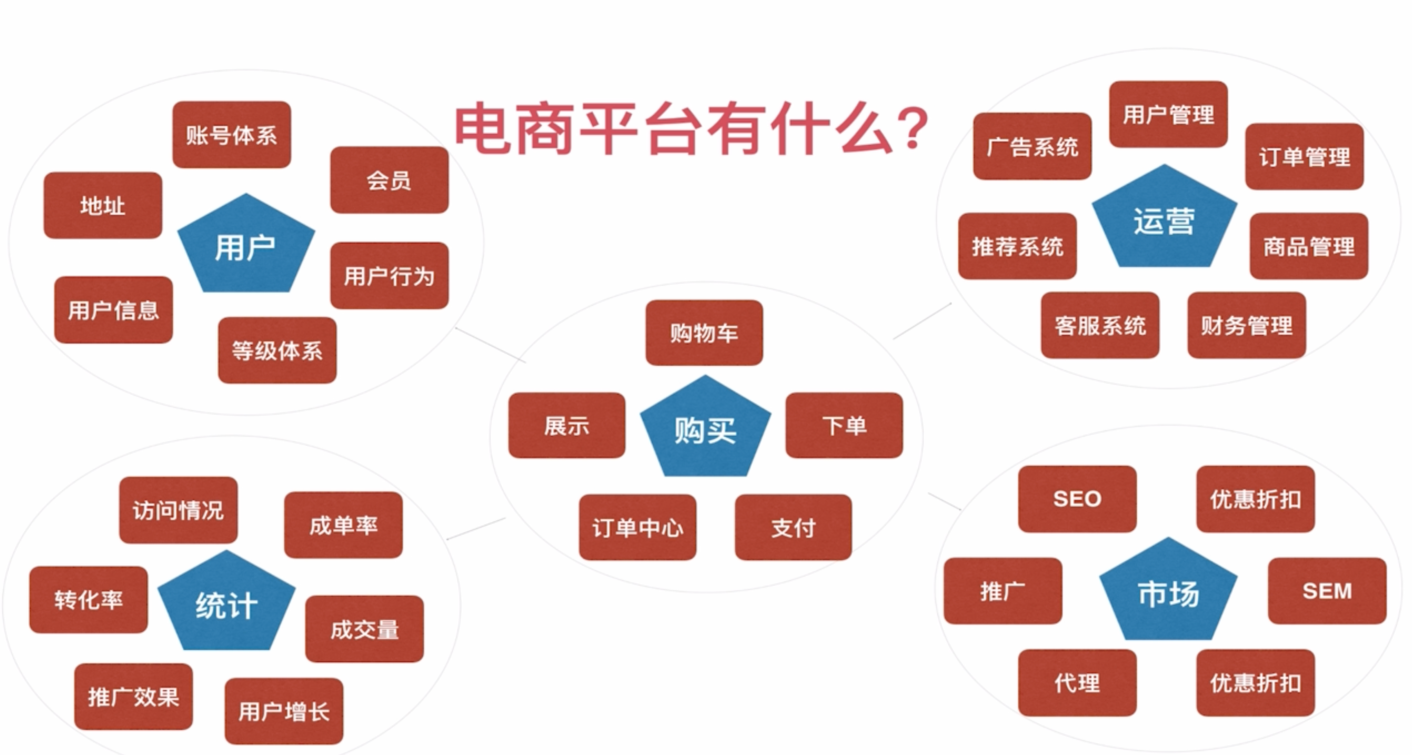 电商平台有什么?
账号体系
会员
地址
用户
用户行为
用户信息
等级体系
用户管理
广告系统
订单管理
运营
推荐系统
商品管理
客服系统
财务管理
购物车
展示
购买
下单
订单中心
支付
访问情况
成单率
转化率
统计
成交量
推广效果
用户增长
SEO
优惠折扣
推广
市场
SEM
代理
优惠折扣